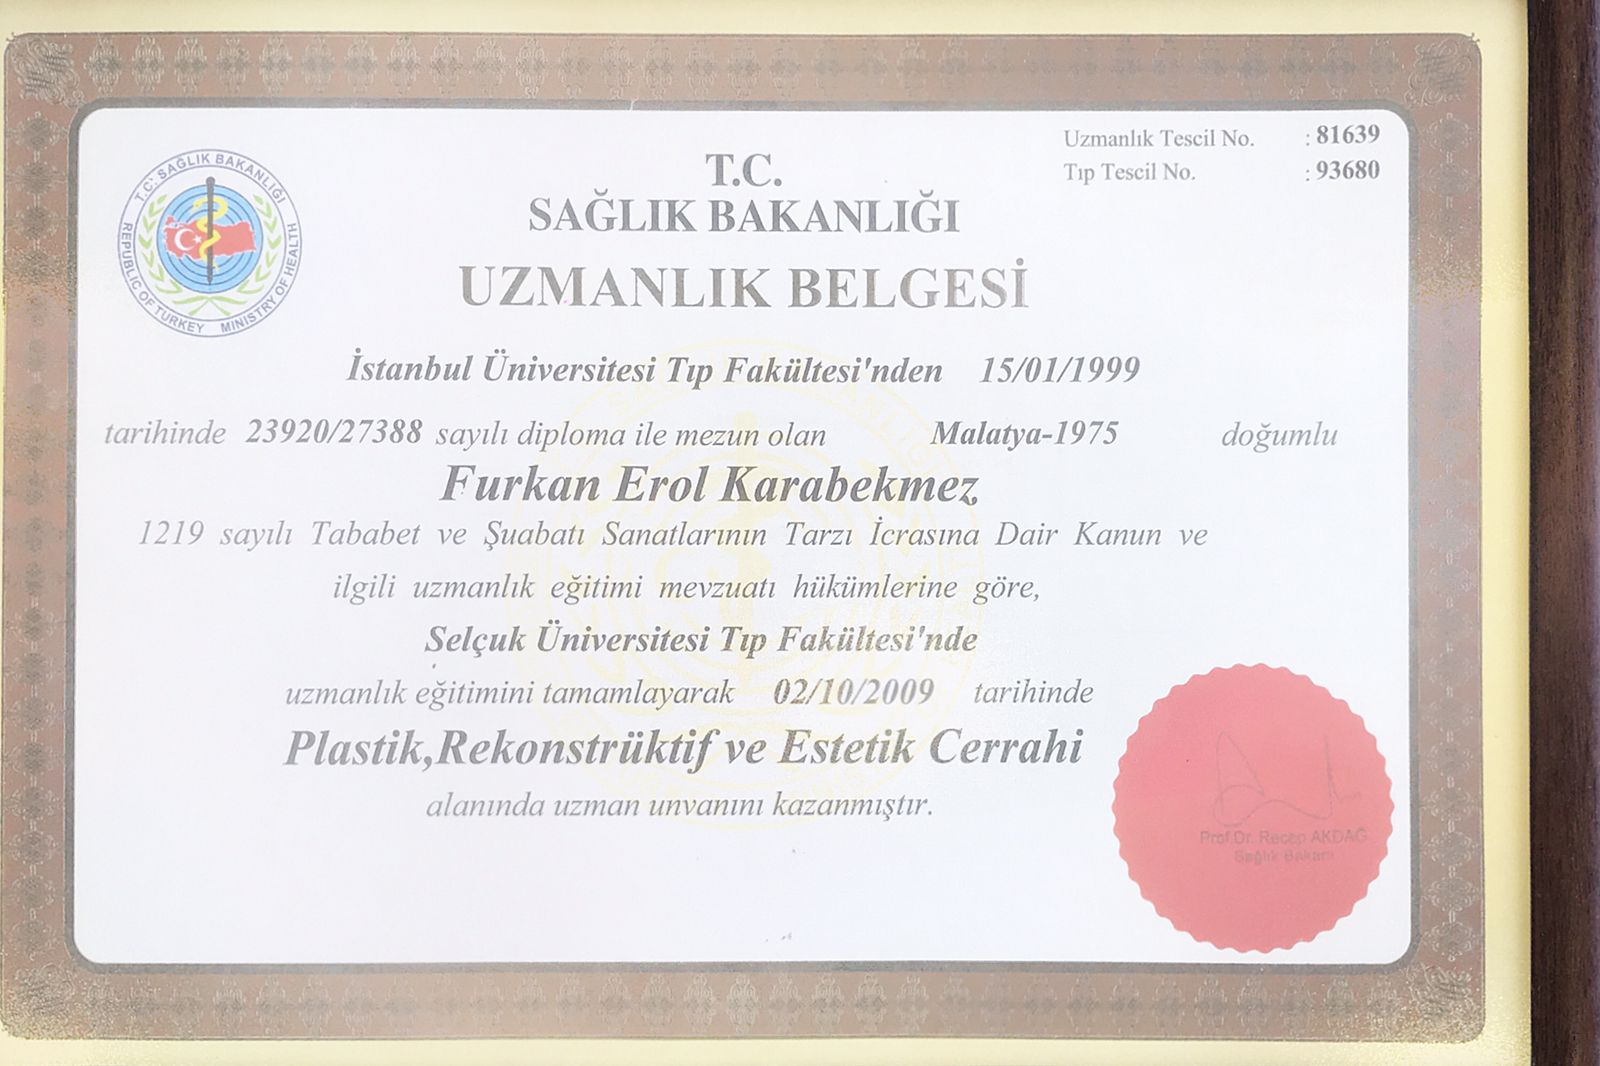 Uzmanlık Tescil No. : 81639
Tıp Tescil No. : 93680
T.C. SAĞLIK BAKANLIĞI
REPUBLIC OF TURKEY MINISTRY OF HEALTH
T.C.
SAĞLIK BAKANLIĞI
UZMANLIK BELGESİ
İstanbul Üniversitesi Tıp Fakültesi'nden 15/01/1999
tarihinde 23920/27388 sayılı diploma ile mezun olan Malatya-1975 doğumlu
Furkan Erol Karabekmez
1219 sayılı Tababet ve Şuabatı Sanatlarının Tarzı İcrasına Dair Kanun ve
ilgili uzmanlık eğitimi mevzuatı hükümlerine göre,
Selçuk Üniversitesi Tıp Fakültesi'nde
uzmanlık eğitimini tamamlayarak 02/10/2009 tarihinde
Plastik,Rekonstrüktif ve Estetik Cerrahi
alanında uzman unvanını kazanmıştır.
Prof.Dr. Recep AKDAĞ
Sağlık Bakanı